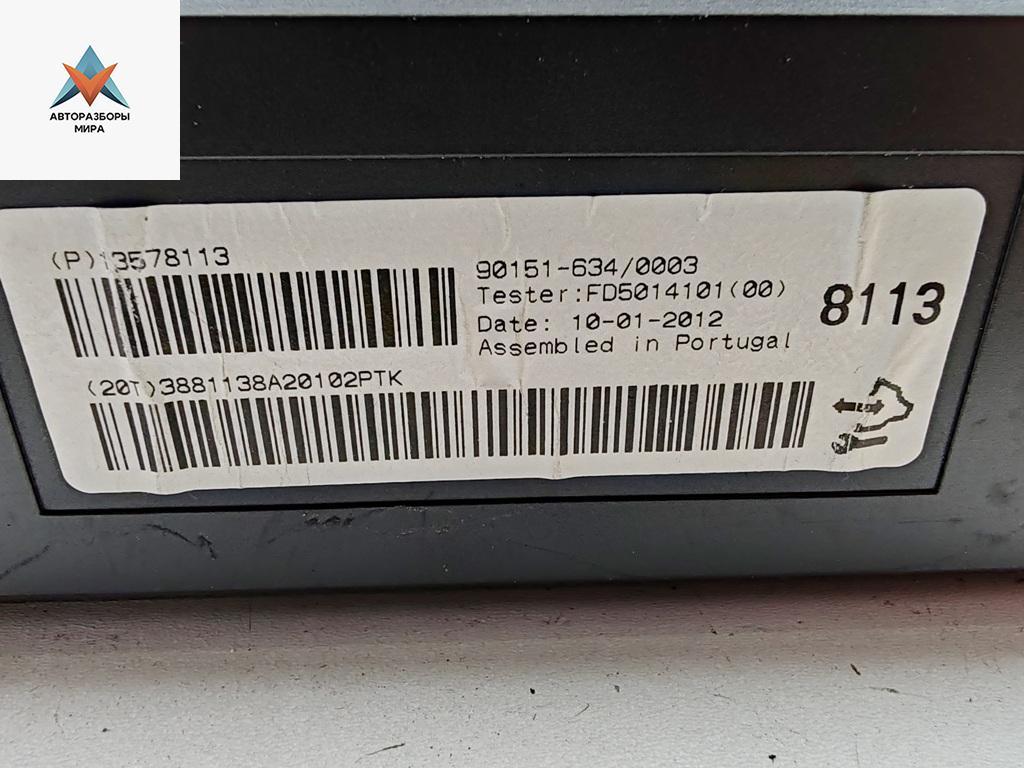 АВТОРАЗБОРЫ
МИРА
(P)13578113
90151-634/0003
Tester:FD5014101(00)
Date: 10-01-2012
Assembled in Portugal
8113
(20T)3881138A20102PTK